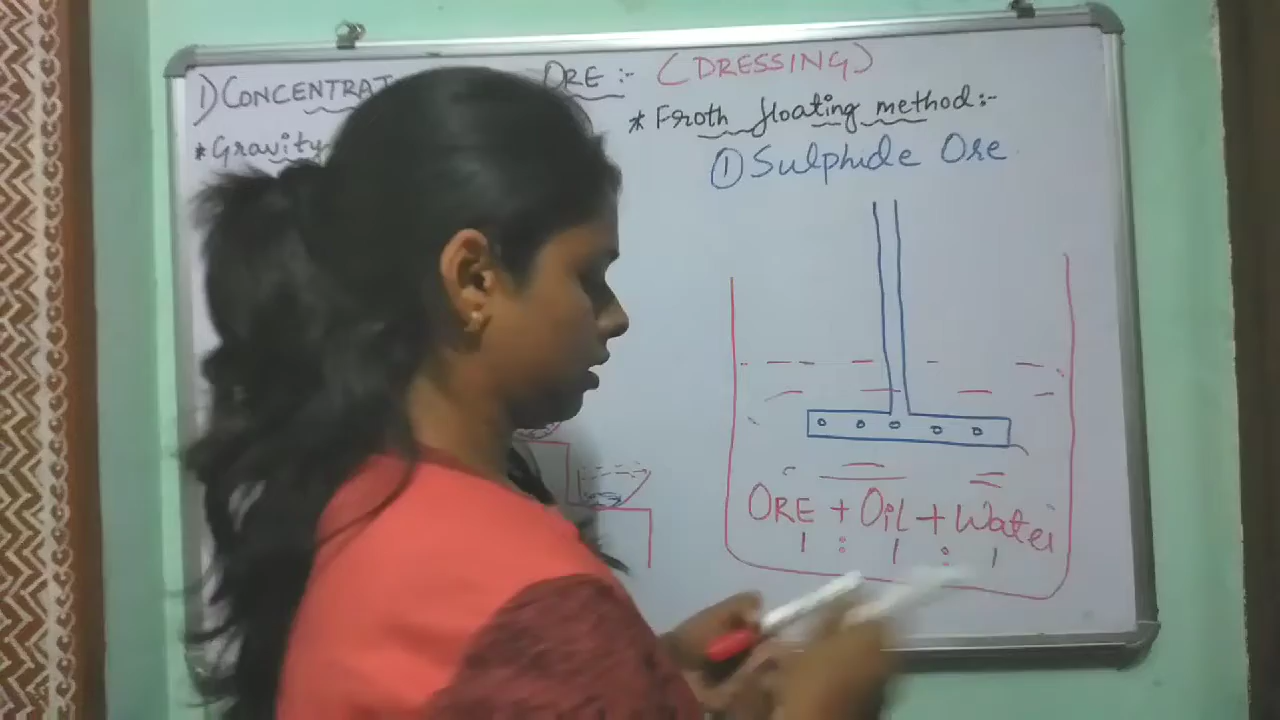 1) CONCENTRAT ORE :- (DRESSING)
* Gravity
* Froth floating method:-
① Sulphide Ore
ORE + Oil + Water
1 : 1 : 1